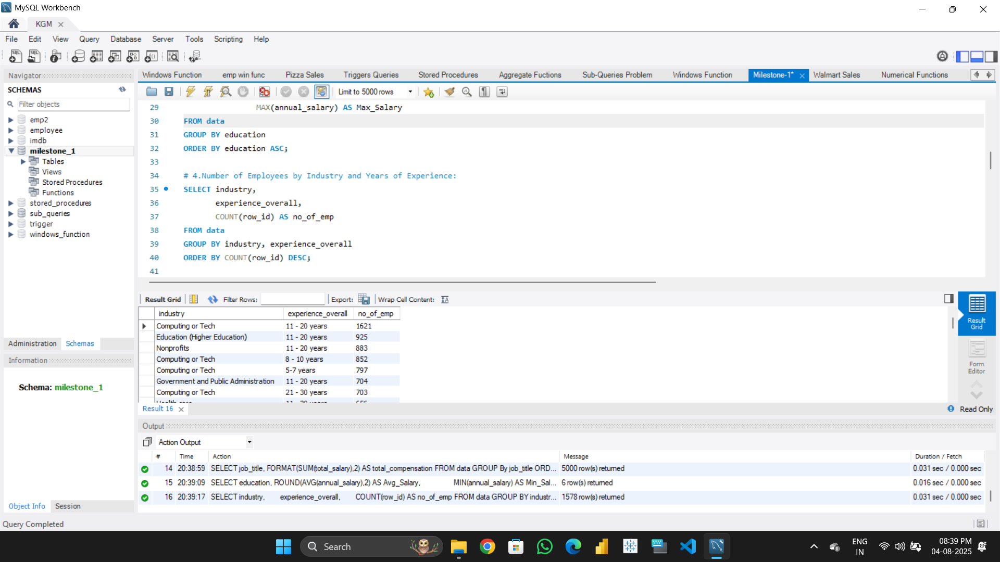 MySQL Workbench
KGM
File Edit View Query Database Server Tools Scripting Help
Navigator
SCHEMAS
Filter objects
emp2
employee
imdb
milestone_1
Tables
Views
Stored Procedures
Functions
stored_procedures
sub_queries
trigger
windows_function
Administration Schemas
Information
Schema: milestone_1
Object Info Session
Windows Function emp win func Pizza Sales Triggers Queries Stored Procedures Aggregate Fuctions Sub-Queries Problem Windows Function Milestone-1* Walmart Sales Numerical Functions
Limit to 5000 rows
29 MAX(annual_salary) AS Max_Salary
30 FROM data
31 GROUP BY education
32 ORDER BY education ASC;
33
34 # 4.Number of Employees by Industry and Years of Experience:
35 SELECT industry,
36 experience_overall,
37 COUNT(row_id) AS no_of_emp
38 FROM data
39 GROUP BY industry, experience_overall
40 ORDER BY COUNT(row_id) DESC;
41
Result Grid Filter Rows: Export: Wrap Cell Content:
industry experience_overall no_of_emp
Computing or Tech 11 - 20 years 1621
Education (Higher Education) 11 - 20 years 925
Nonprofits 11 - 20 years 883
Computing or Tech 8 - 10 years 852
Computing or Tech 5-7 years 797
Government and Public Administration 11 - 20 years 704
Computing or Tech 21 - 30 years 703
Result Grid
Form Editor
Result 16
Read Only
Output
Action Output
# Time Action Message Duration / Fetch
14 20:38:59 SELECT job_title, FORMAT(SUM(total_salary),2) AS total_compensation FROM data GROUP By job_title ORD... 5000 row(s) returned 0.031 sec / 0.000 sec
15 20:39:09 SELECT education, ROUND(AVG(annual_salary),2) AS Avg_Salary, MIN(annual_salary) AS Min_Sal... 6 row(s) returned 0.016 sec / 0.000 sec
16 20:39:17 SELECT industry, experience_overall, COUNT(row_id) AS no_of_emp FROM data GROUP BY industr... 1578 row(s) returned 0.031 sec / 0.000 sec
Query Completed
Search
ENG
IN
08:39 PM
04-08-2025